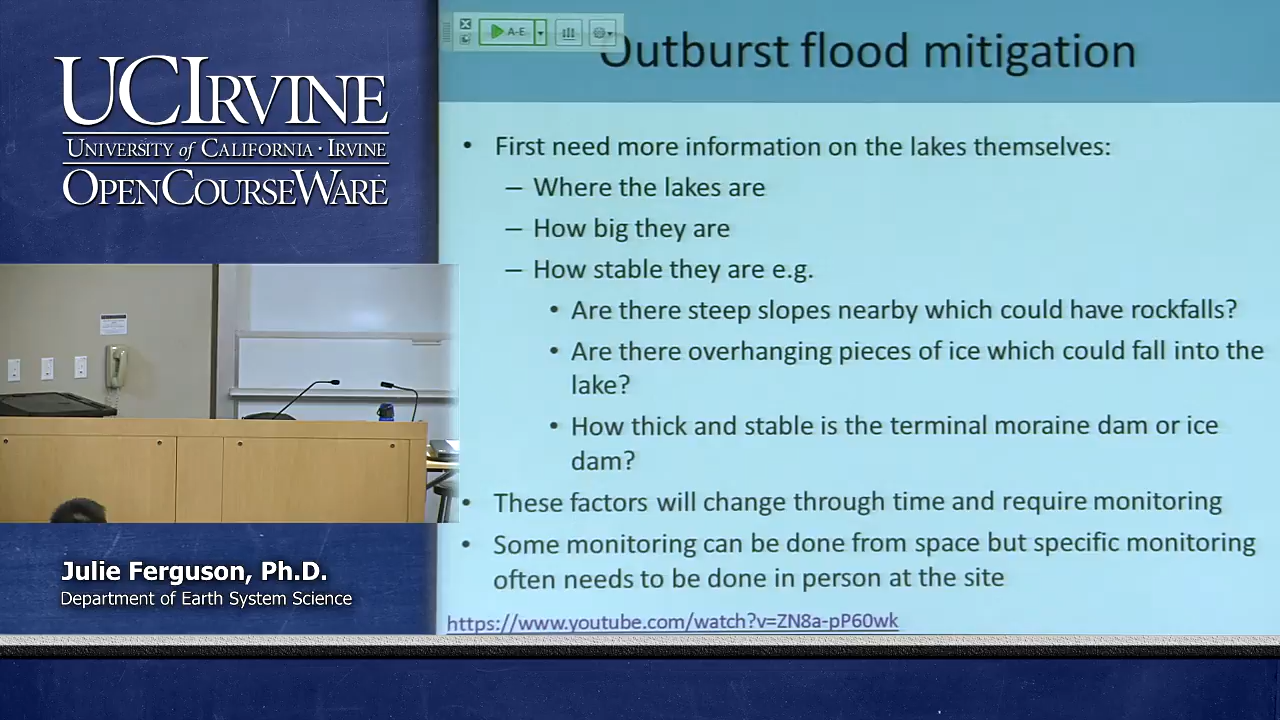 UCIRVINE
UNIVERSITY of CALIFORNIA · IRVINE
OPENCOURSEWARE
A-E
Outburst flood mitigation
• First need more information on the lakes themselves:
– Where the lakes are
– How big they are
– How stable they are e.g.
• Are there steep slopes nearby which could have rockfalls?
• Are there overhanging pieces of ice which could fall into the
lake?
• How thick and stable is the terminal moraine dam or ice
dam?
• These factors will change through time and require monitoring
• Some monitoring can be done from space but specific monitoring
often needs to be done in person at the site
https://www.youtube.com/watch?v=ZN8a-pP60wk
Julie Ferguson, Ph.D.
Department of Earth System Science